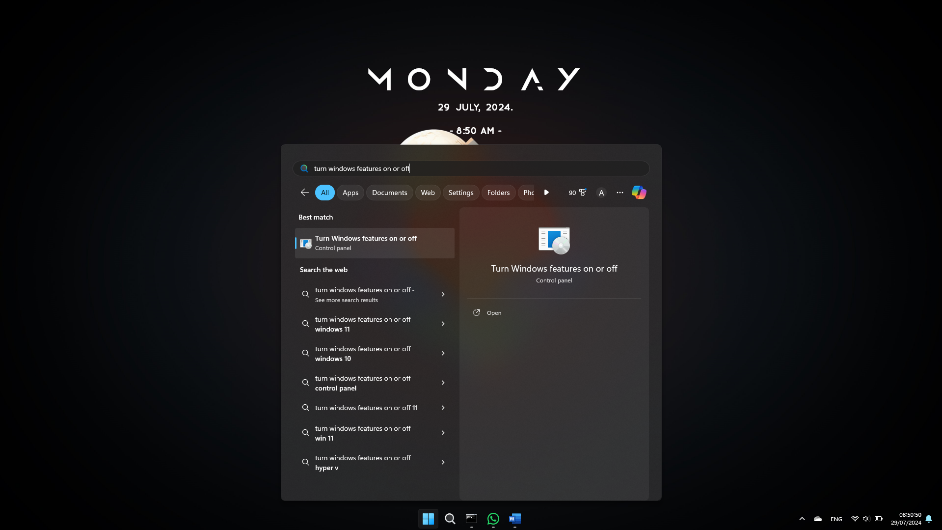 MONDAY
29 JULY, 2024.
- 8:50 AM -
turn windows features on or off
All
Apps
Documents
Web
Settings
Folders
Pho
90
A
Best match
Turn Windows features on or off
Control panel
Search the web
turn windows features on or off -
See more search results
turn windows features on or off
windows 11
turn windows features on or off
windows 10
turn windows features on or off
control panel
turn windows features on or off 11
turn windows features on or off
win 11
turn windows features on or off
hyper v
Turn Windows features on or off
Control panel
Open
ENG
08:50:50
29/07/2024